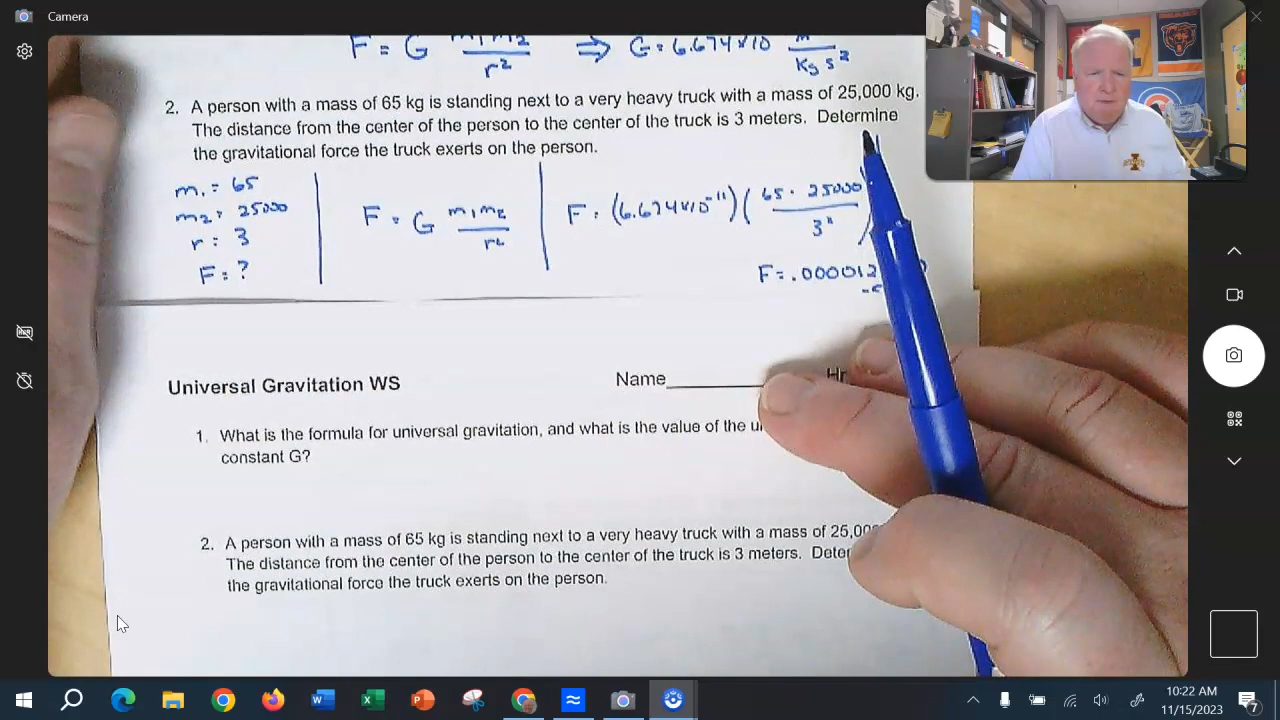 Camera
F = G m₁m₂ / r² ⇒ G = 6.674x10 m / kg s²
2. A person with a mass of 65 kg is standing next to a very heavy truck with a mass of 25,000 kg.
The distance from the center of the person to the center of the truck is 3 meters. Determine
the gravitational force the truck exerts on the person.
m₁ = 65
m₂ = 25000
r = 3
F = ?
F = G m₁m₂ / r²
F = (6.674x10⁻¹¹) ( 65 · 25000 / 3² )
F = .000012
Universal Gravitation WS
Name__________ Hr
1. What is the formula for universal gravitation, and what is the value of the
constant G?
2. A person with a mass of 65 kg is standing next to a very heavy truck with a mass of
The distance from the center of the person to the center of the truck is 3 meters.
the gravitational force the truck exerts on the person.
10:22 AM
11/15/2023
7